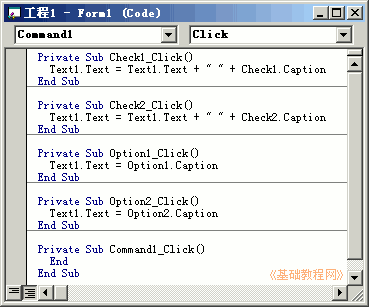 工程1 - Form1 (Code)
Command1 Click
Private Sub Check1_Click()
Text1.Text = Text1.Text + " " + Check1.Caption
End Sub
Private Sub Check2_Click()
Text1.Text = Text1.Text + " " + Check2.Caption
End Sub
Private Sub Option1_Click()
Text1.Text = Option1.Caption
End Sub
Private Sub Option2_Click()
Text1.Text = Option2.Caption
End Sub
Private Sub Command1_Click()
End
End Sub
《基础教程网》